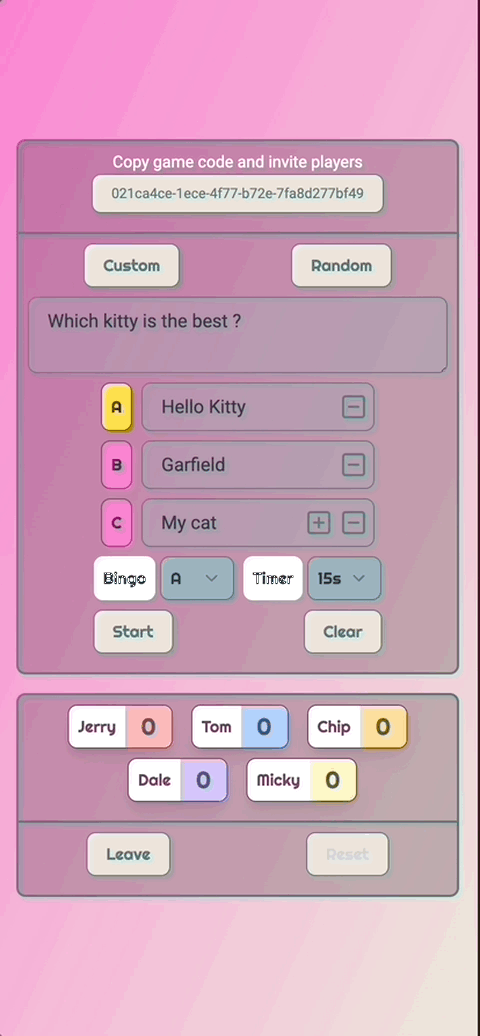 Copy game code and invite players
021ca4ce-1ece-4f77-b72e-7fa8d277bf49
Custom Random
Which kitty is the best ?
A Hello Kitty
B Garfield
C My cat
Bingo A Timer 15s
Start Clear
Jerry 0 Tom 0 Chip 0
Dale 0 Micky 0
Leave Reset